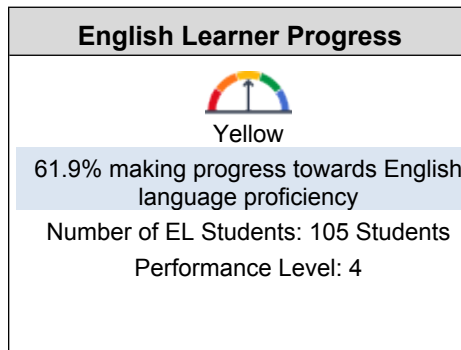 English Learner Progress
Yellow
61.9% making progress towards English
language proficiency
Number of EL Students: 105 Students
Performance Level: 4